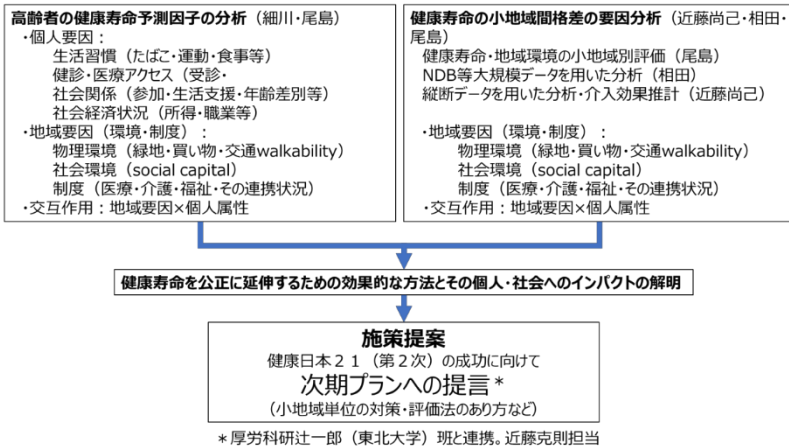 高齢者の健康寿命予測因子の分析（細川・尾島）
・個人要因：
生活習慣（たばこ・運動・食事等）
健診・医療アクセス（受診・
社会関係（参加・生活支援・年齢差別等）
社会経済状況（所得・職業等）
・地域要因（環境・制度）：
物理環境（緑地・買い物・交通walkability）
社会環境（social capital）
制度（医療・介護・福祉・その連携状況）
・交互作用：地域要因×個人属性
健康寿命の小地域間格差の要因分析（近藤尚己・相田・
尾島）
健康寿命・地域環境の小地域別評価（尾島）
NDB等大規模データを用いた分析（相田）
縦断データを用いた分析・介入効果推計（近藤尚己）
・地域要因（環境・制度）：
物理環境（緑地・買い物・交通walkability）
社会環境（social capital）
制度（医療・介護・福祉・その連携状況）
・交互作用：地域要因×個人属性
健康寿命を公正に延伸するための効果的な方法とその個人・社会へのインパクトの解明
施策提案
健康日本２１（第２次）の成功に向けて
次期プランへの提言＊
（小地域単位の対策・評価法のあり方など）
＊厚労科研辻一郎（東北大学）班と連携。近藤克則担当